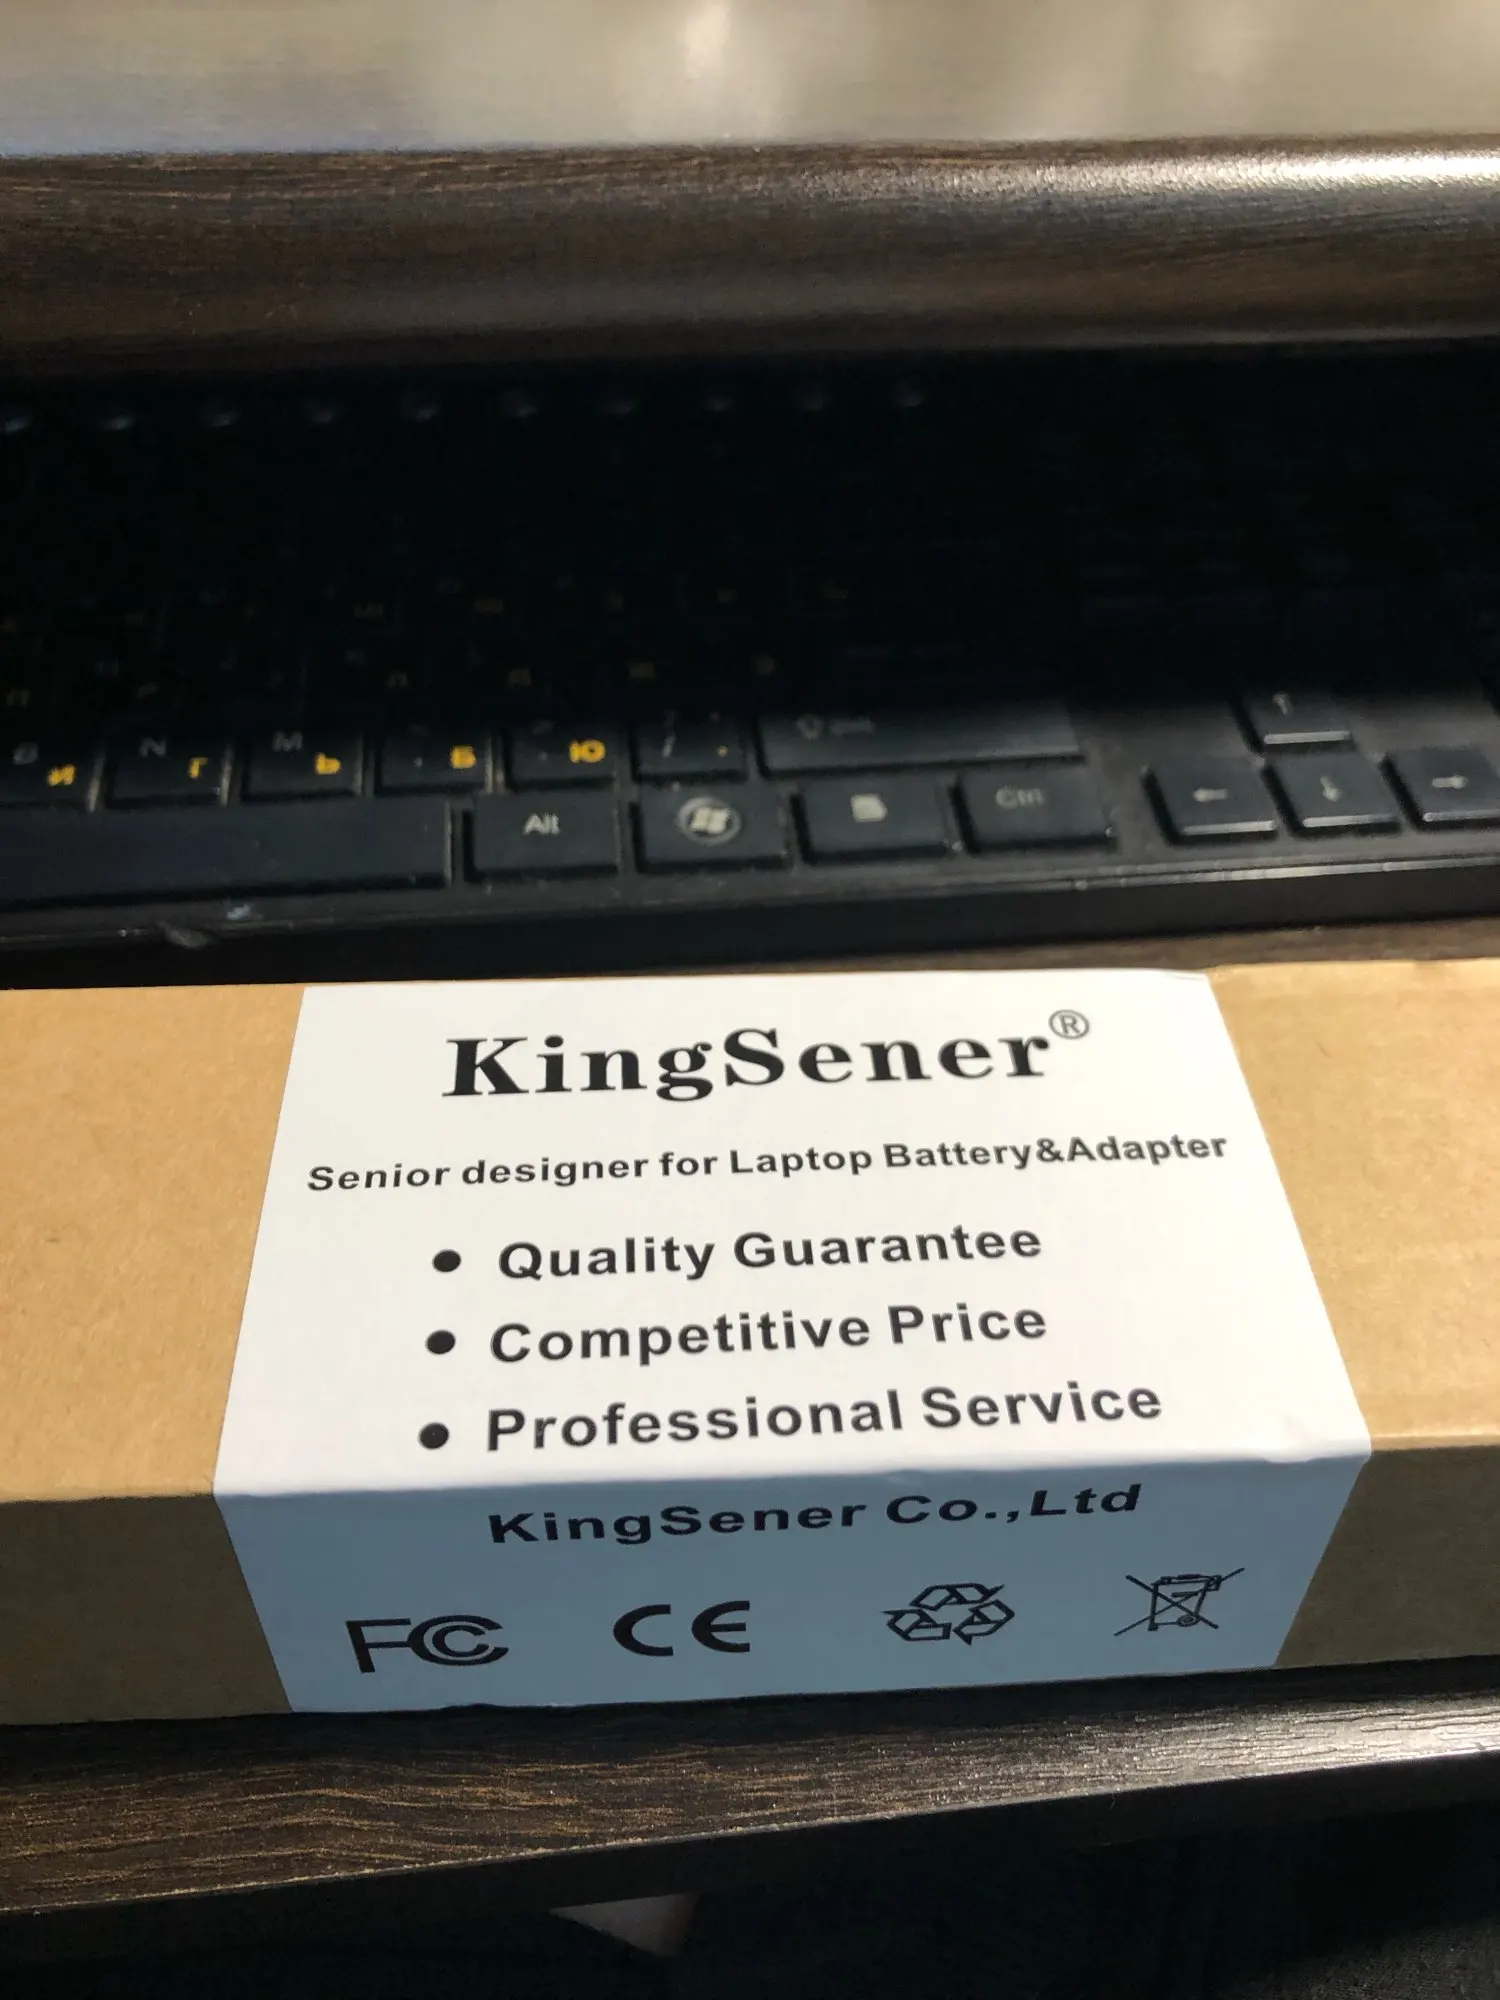 N
M
И
Г
Ь
Б
Ю
Alt
Ctrl
KingSener®
Senior designer for Laptop Battery&Adapter
• Quality Guarantee
• Competitive Price
• Professional Service
KingSener Co.,Ltd
FC CE